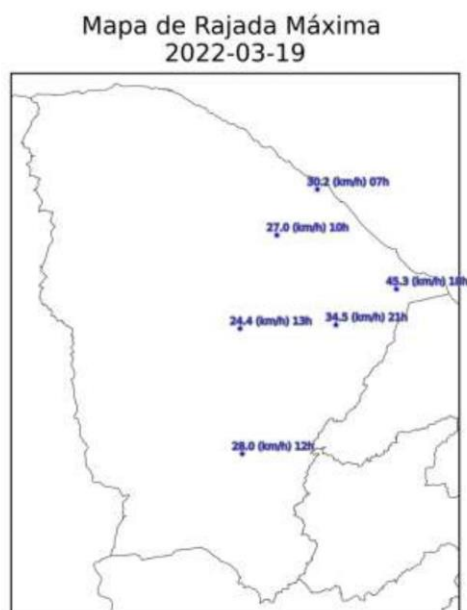 Mapa de Rajada Máxima
2022-03-19
30.2 (km/h) 07h
27.0 (km/h) 10h
45.3 (km/h) 18h
24.4 (km/h) 13h
34.5 (km/h) 21h
28.0 (km/h) 12h